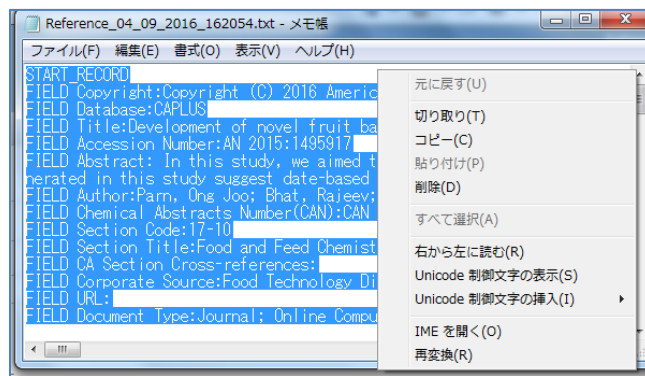 Reference_04_09_2016_162054.txt - メモ帳
ファイル(F) 編集(E) 書式(O) 表示(V) ヘルプ(H)
START_RECORD
FIELD Copyright:Copyright (C) 2016 Americ
FIELD Database:CAPLUS
FIELD Title:Development of novel fruit ba
FIELD Accession Number:AN 2015:1495917
FIELD Abstract: In this study, we aimed t
nerated in this study suggest date-based
FIELD Author:Parn, Ong Joo; Bhat, Rajeev;
FIELD Chemical Abstracts Number(CAN):CAN
FIELD Section Code:17-10
FIELD Section Title:Food and Feed Chemist
FIELD CA Section Cross-references:
FIELD Corporate Source:Food Technology Di
FIELD URL:
FIELD Document Type:Journal; Online Compu
元に戻す(U)
切り取り(T)
コピー(C)
貼り付け(P)
削除(D)
すべて選択(A)
右から左に読む(R)
Unicode 制御文字の表示(S)
Unicode 制御文字の挿入(I)
IME を開く(O)
再変換(R)